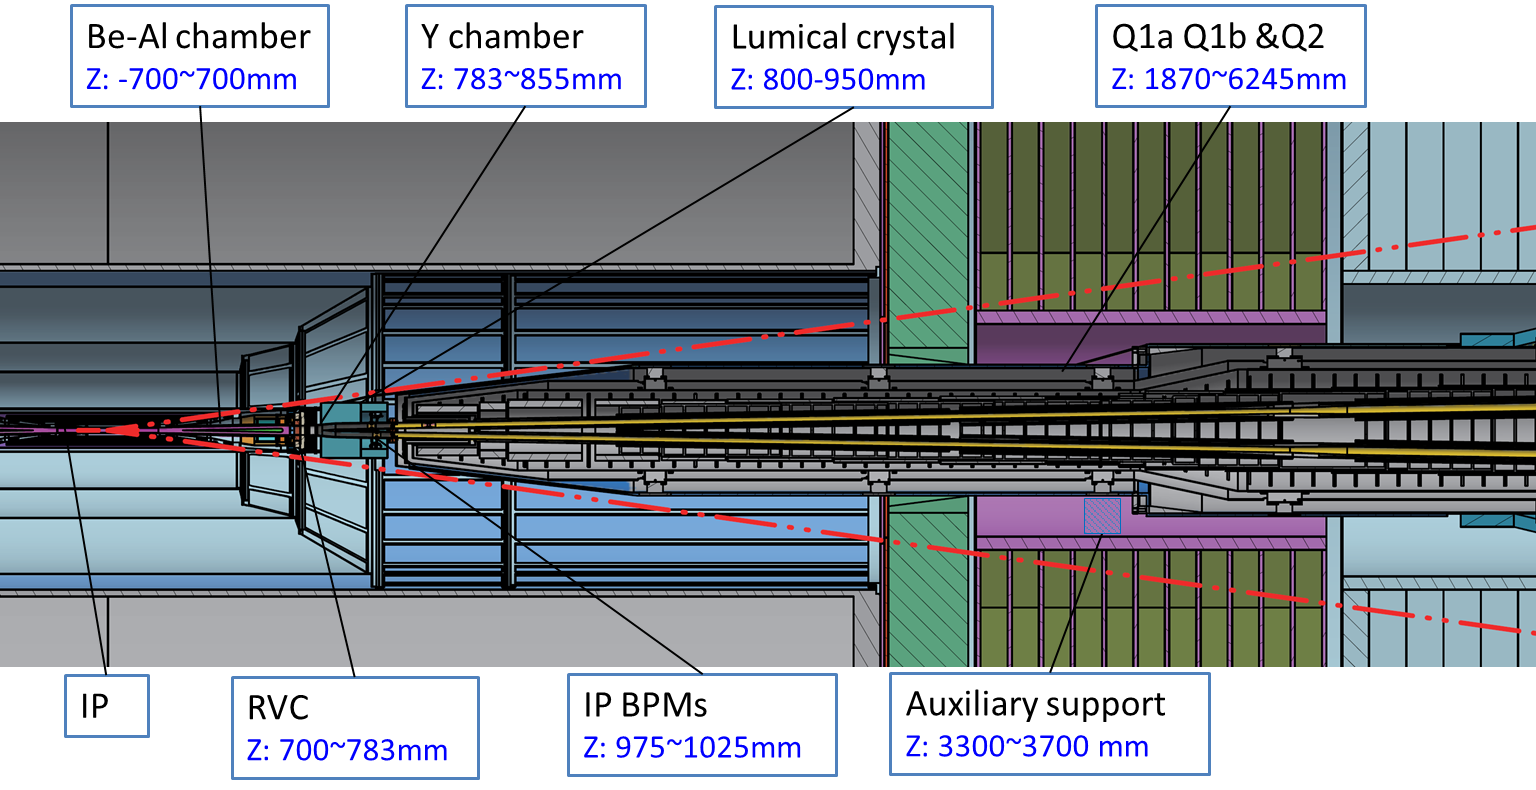 Be-Al chamber
Z: -700~700mm
Y chamber
Z: 783~855mm
Lumical crystal
Z: 800-950mm
Q1a Q1b &Q2
Z: 1870~6245mm
IP
RVC
Z: 700~783mm
IP BPMs
Z: 975~1025mm
Auxiliary support
Z: 3300~3700 mm